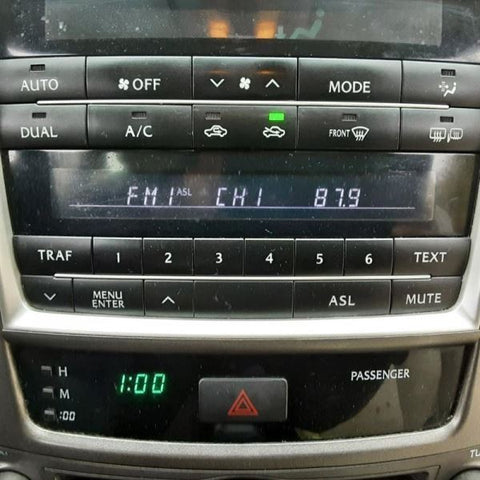 AUTO OFF MODE
DUAL A/C FRONT
FM1 ASL CH1 87.9
TRAF 1 2 3 4 5 6 TEXT
MENU
ENTER ASL MUTE
H
M
:00
1:00
PASSENGER